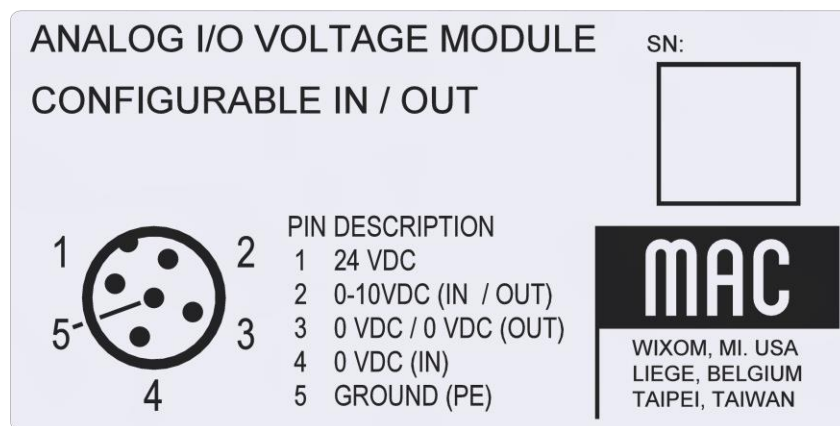 ANALOG I/O VOLTAGE MODULE
CONFIGURABLE IN / OUT
SN:
1
2
5
3
4
PIN DESCRIPTION
1 24 VDC
2 0-10VDC (IN / OUT)
3 0 VDC / 0 VDC (OUT)
4 0 VDC (IN)
5 GROUND (PE)
MAC
WIXOM, MI. USA
LIEGE, BELGIUM
TAIPEI, TAIWAN